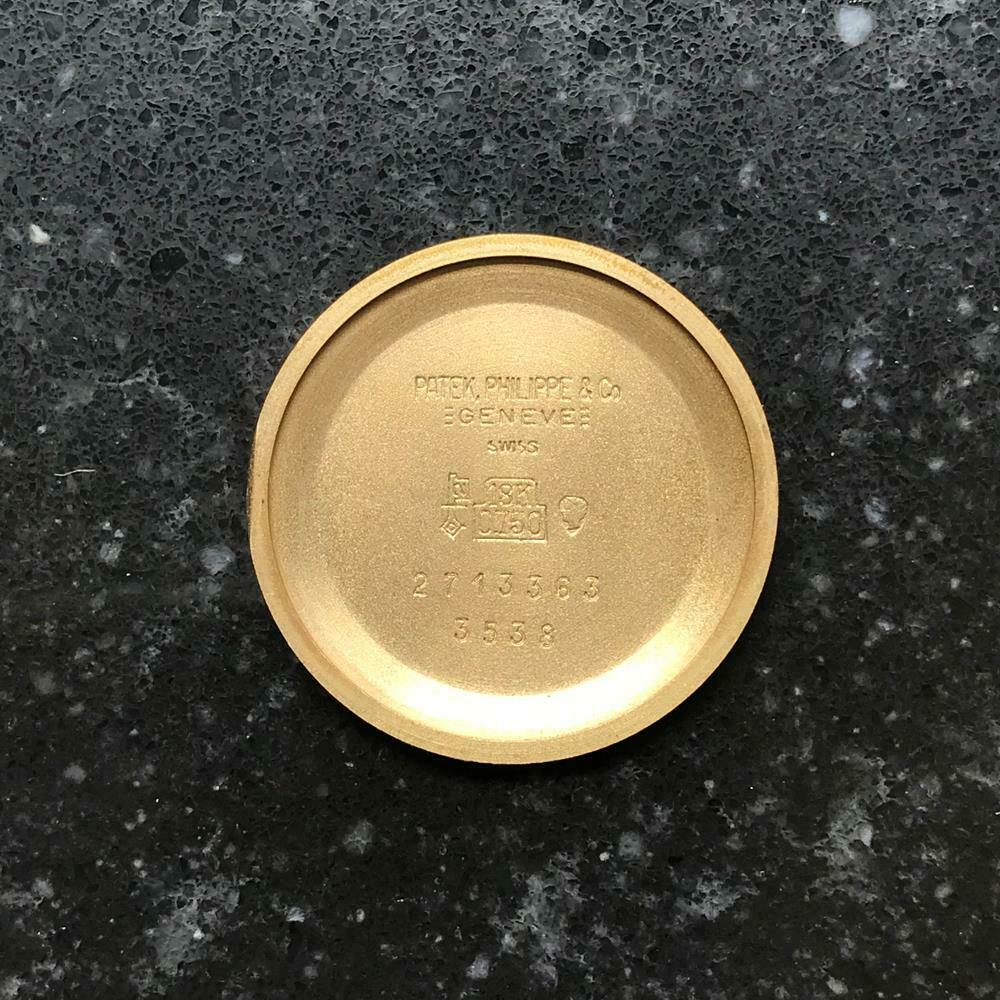 PATEK, PHILIPPE & Co
GENEVE
SWISS
18K
0.750
2713363
3538